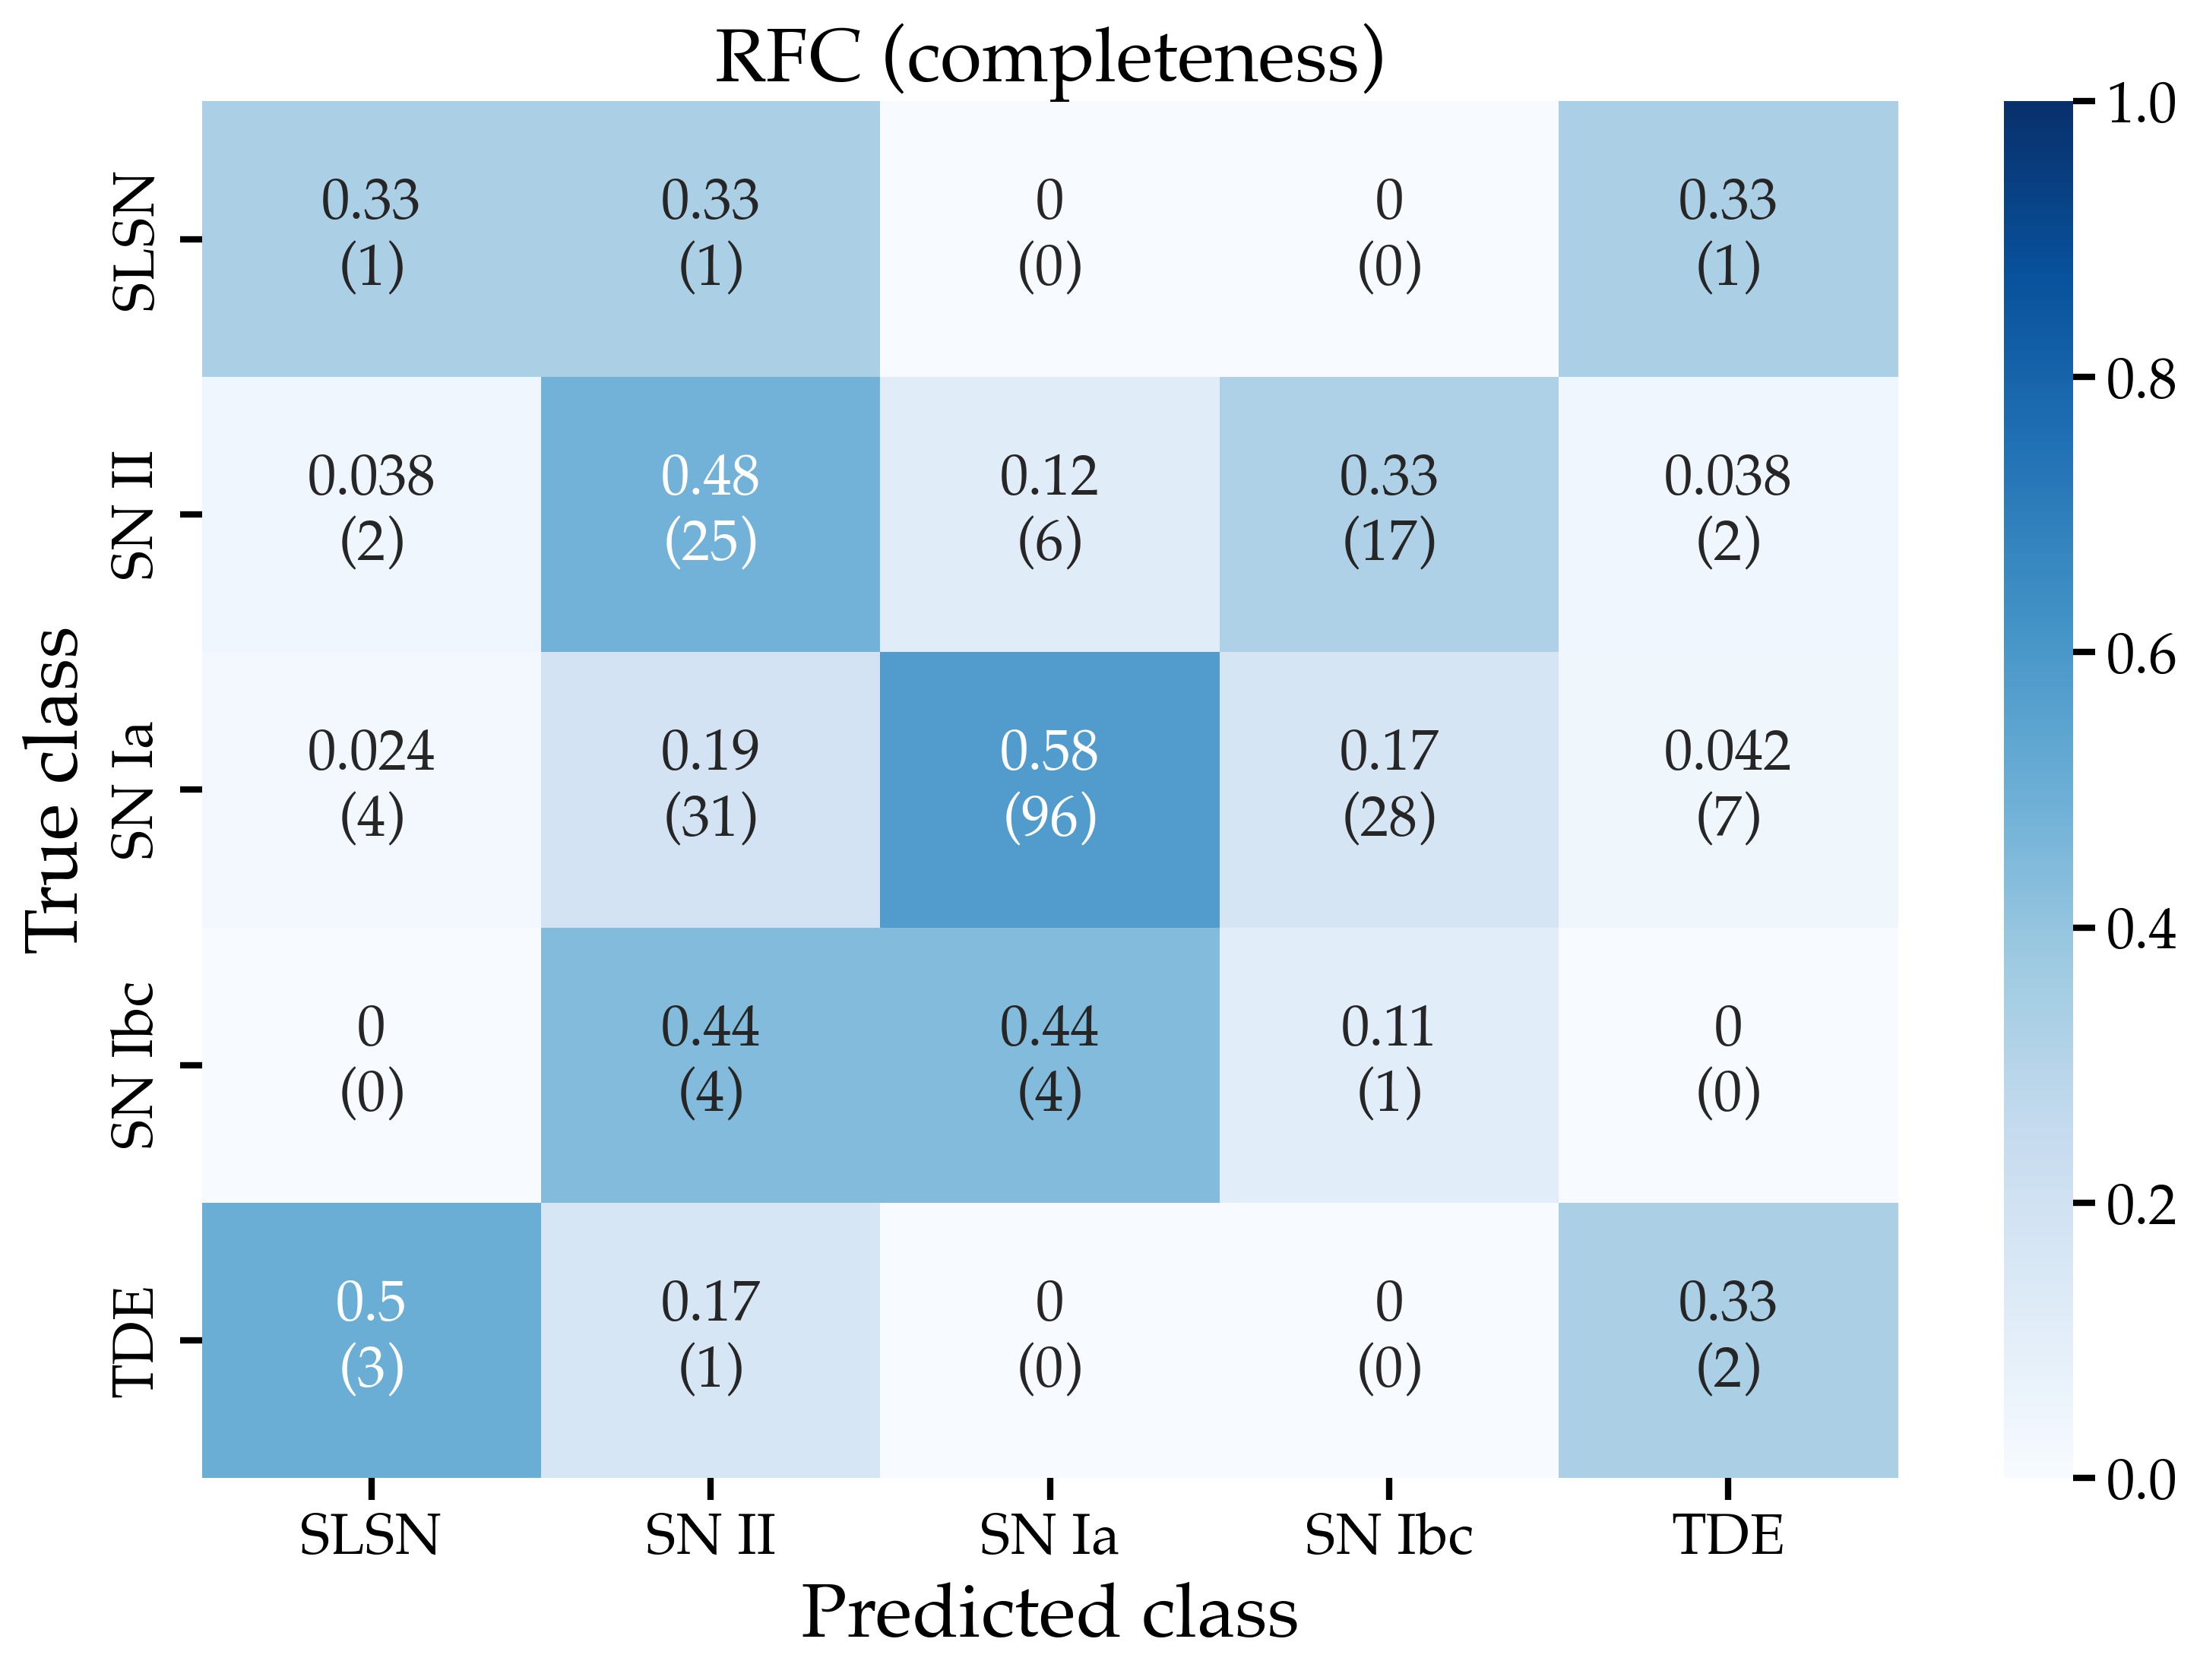 RFC (completeness)
True class
SLSN
0.33 0.33 0 0 0.33
(1) (1) (0) (0) (1)
SN II
0.038 0.48 0.12 0.33 0.038
(2) (25) (6) (17) (2)
SN Ia
0.024 0.19 0.58 0.17 0.042
(4) (31) (96) (28) (7)
SN Ibc
0 0.44 0.44 0.11 0
(0) (4) (4) (1) (0)
TDE
0.5 0.17 0 0 0.33
(3) (1) (0) (0) (2)
SLSN SN II SN Ia SN Ibc TDE
Predicted class
1.0
0.8
0.6
0.4
0.2
0.0